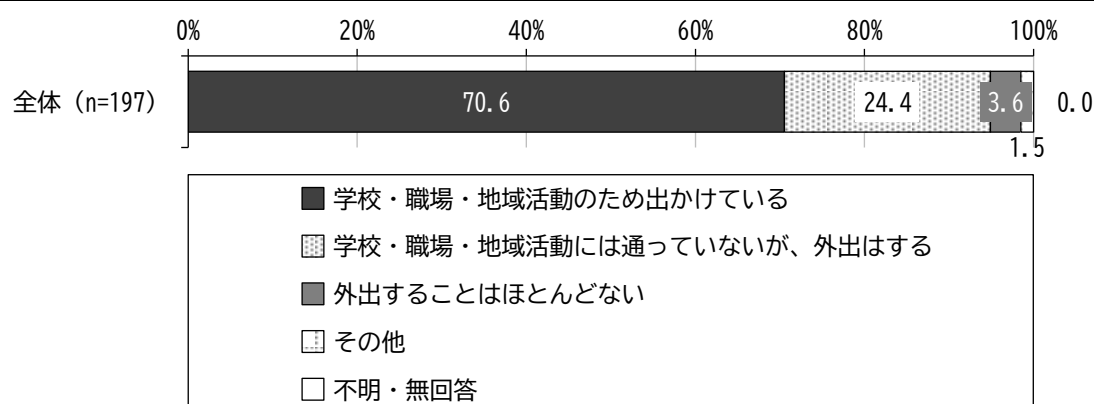 0% 20% 40% 60% 80% 100%
全体（n=197） 70.6 24.4 3.6 0.0
1.5
学校・職場・地域活動のため出かけている
学校・職場・地域活動には通っていないが、外出はする
外出することはほとんどない
その他
不明・無回答